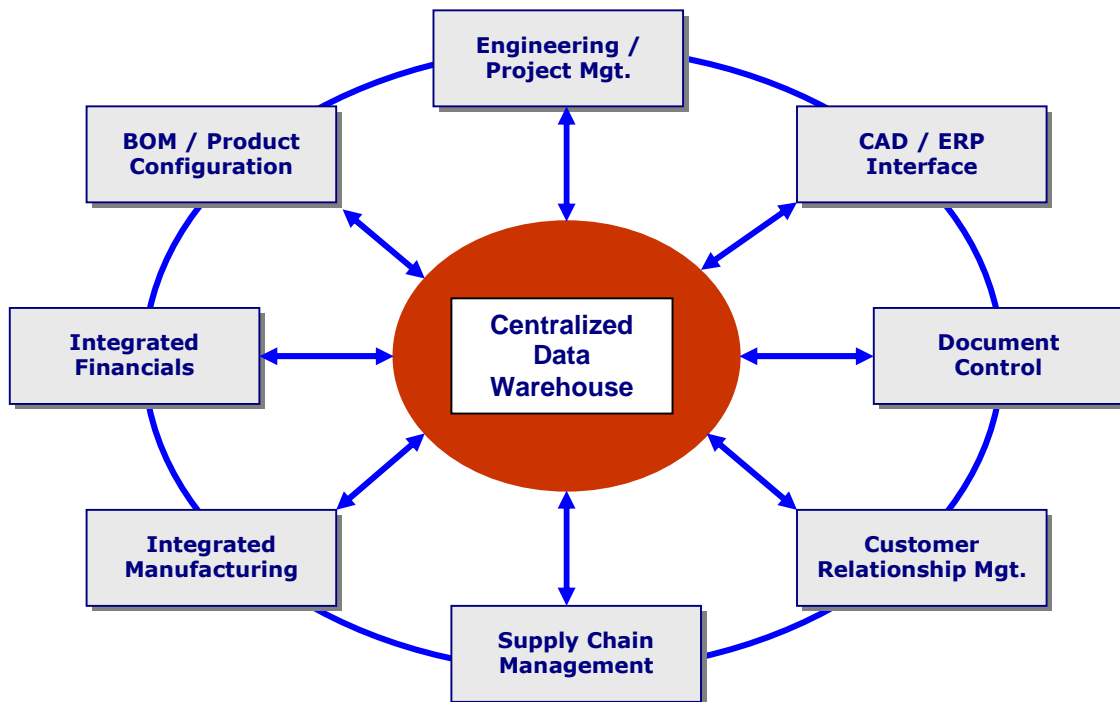 Engineering /
Project Mgt.
BOM / Product
Configuration
CAD / ERP
Interface
Integrated
Financials
Centralized
Data
Warehouse
Document
Control
Integrated
Manufacturing
Customer
Relationship Mgt.
Supply Chain
Management